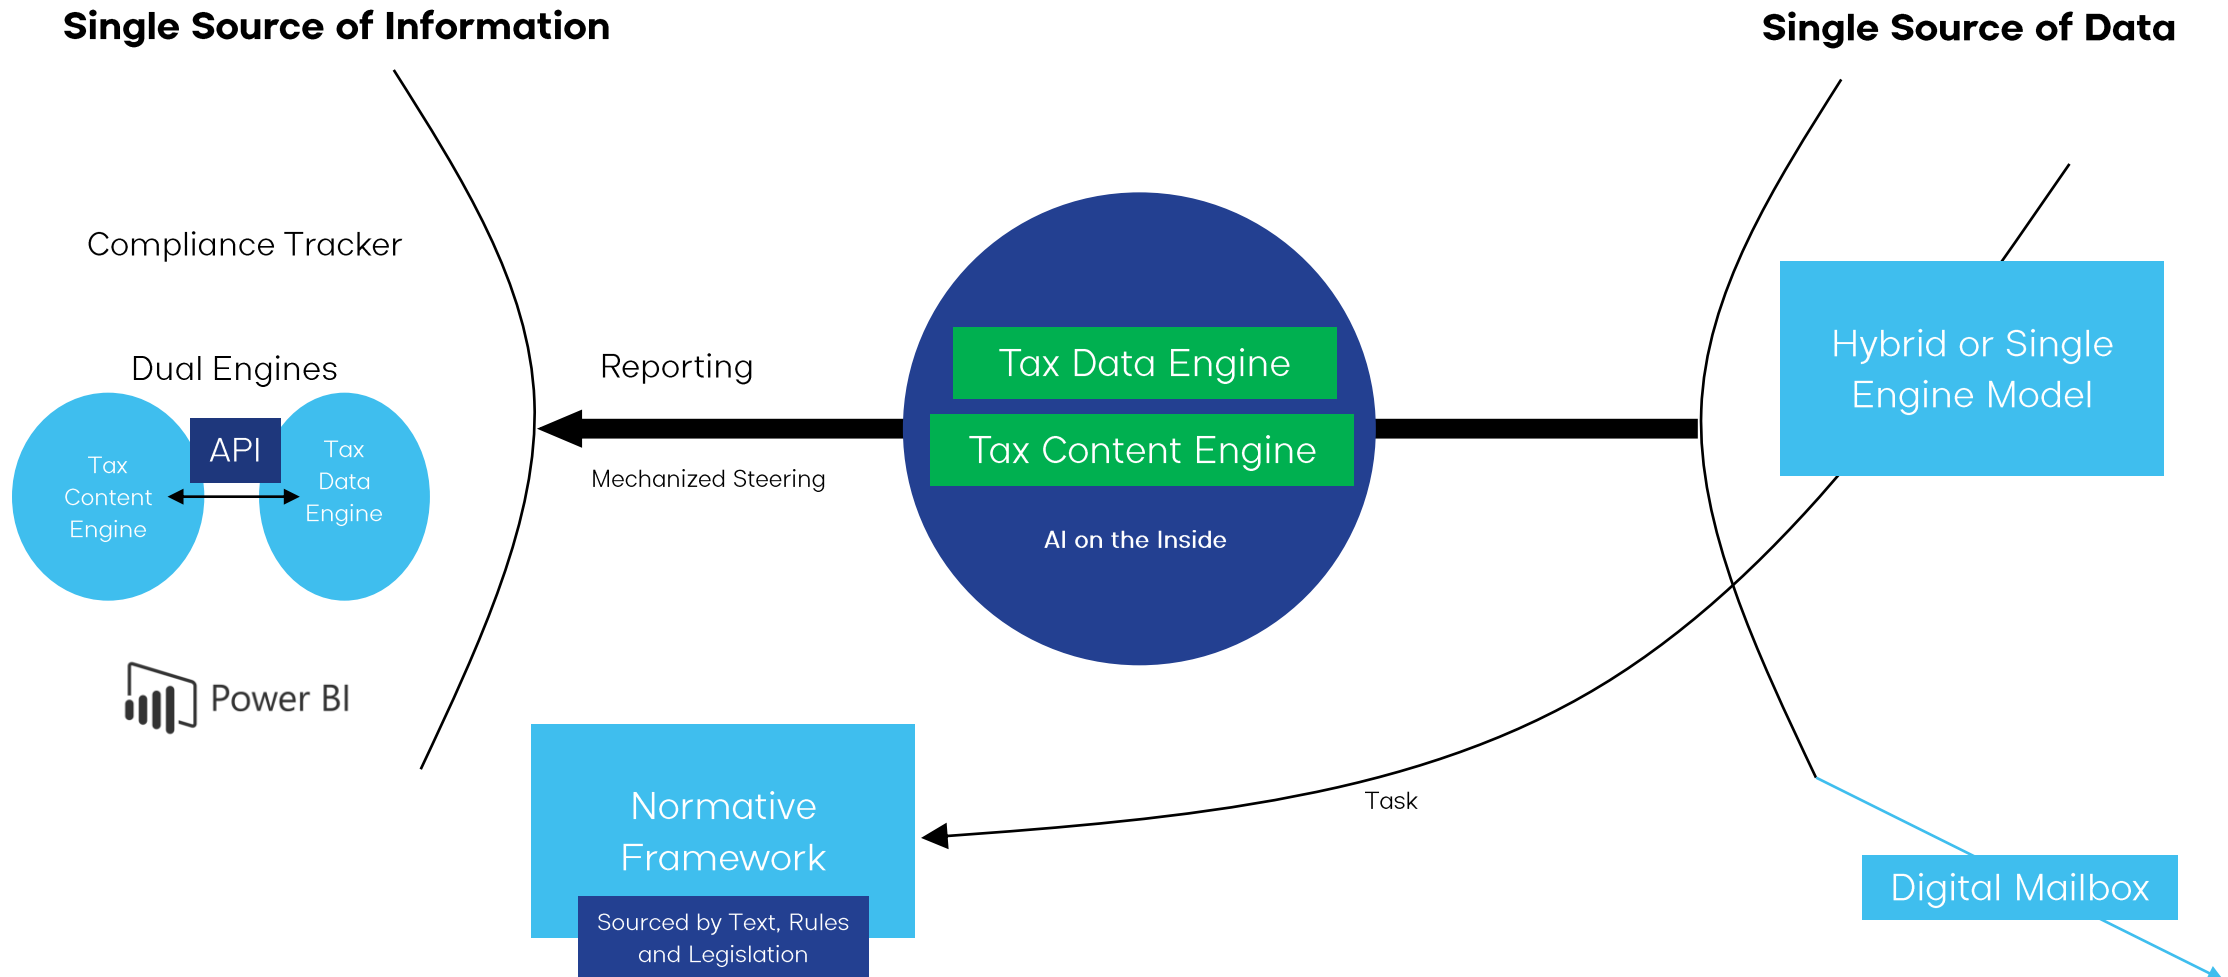 Single Source of Information
Single Source of Data
Compliance Tracker
Dual Engines
API
Tax
Content
Engine
Tax
Data
Engine
Power BI
Reporting
Mechanized Steering
Tax Data Engine
Tax Content Engine
AI on the Inside
Hybrid or Single
Engine Model
Normative
Framework
Sourced by Text, Rules
and Legislation
Task
Digital Mailbox